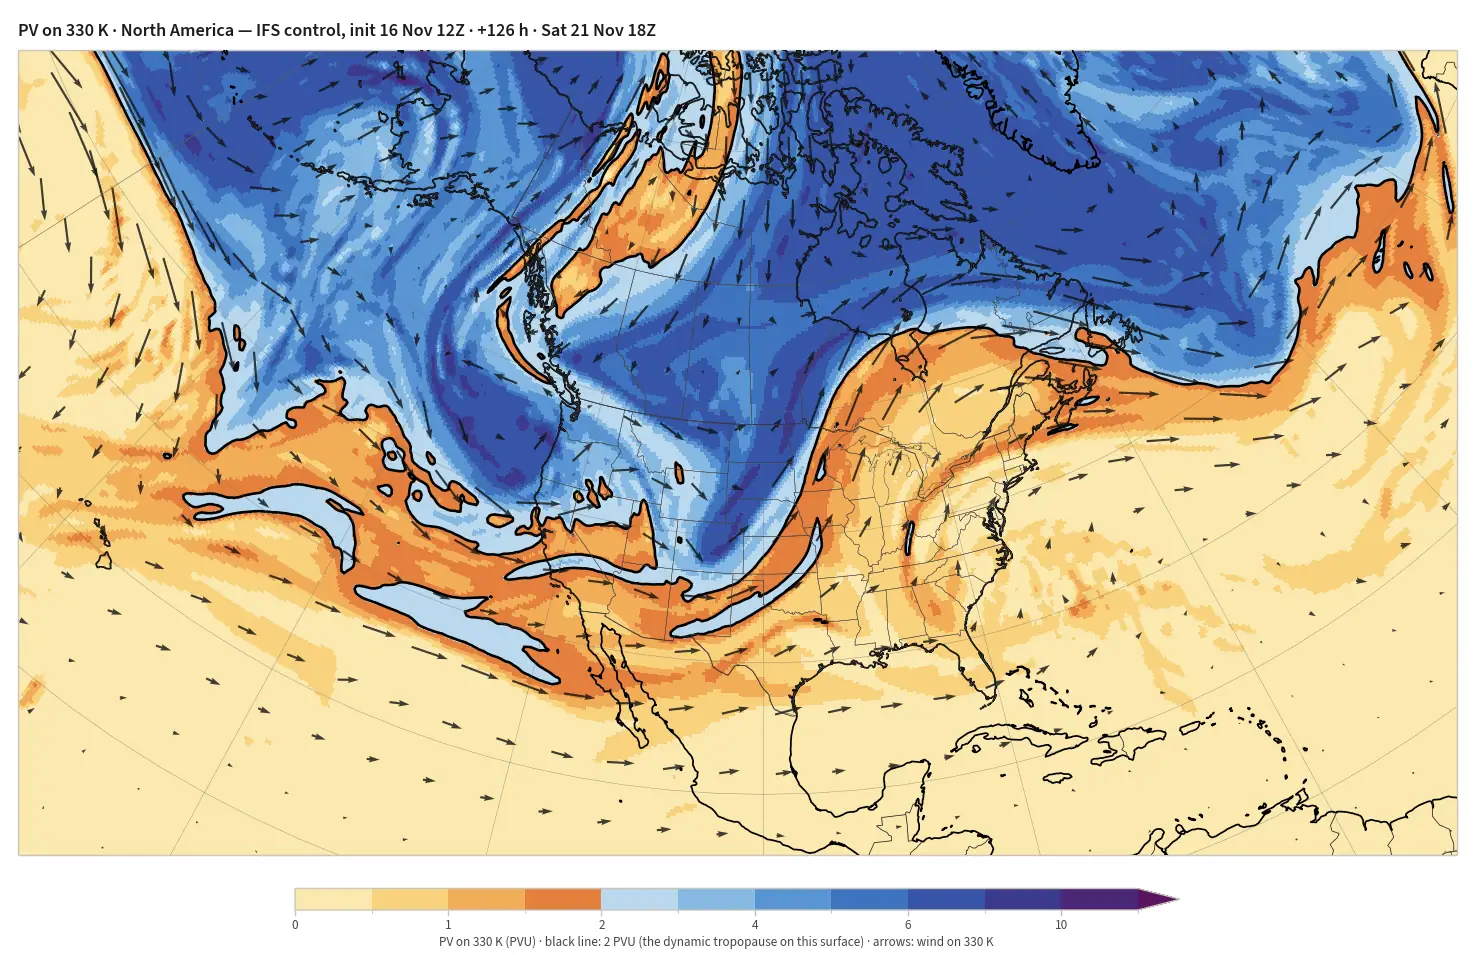 PV on 330 K · North America — IFS control, init 16 Nov 12Z · +126 h · Sat 21 Nov 18Z
0 1 2 4 6 10
PV on 330 K (PVU) · black line: 2 PVU (the dynamic tropopause on this surface) · arrows: wind on 330 K